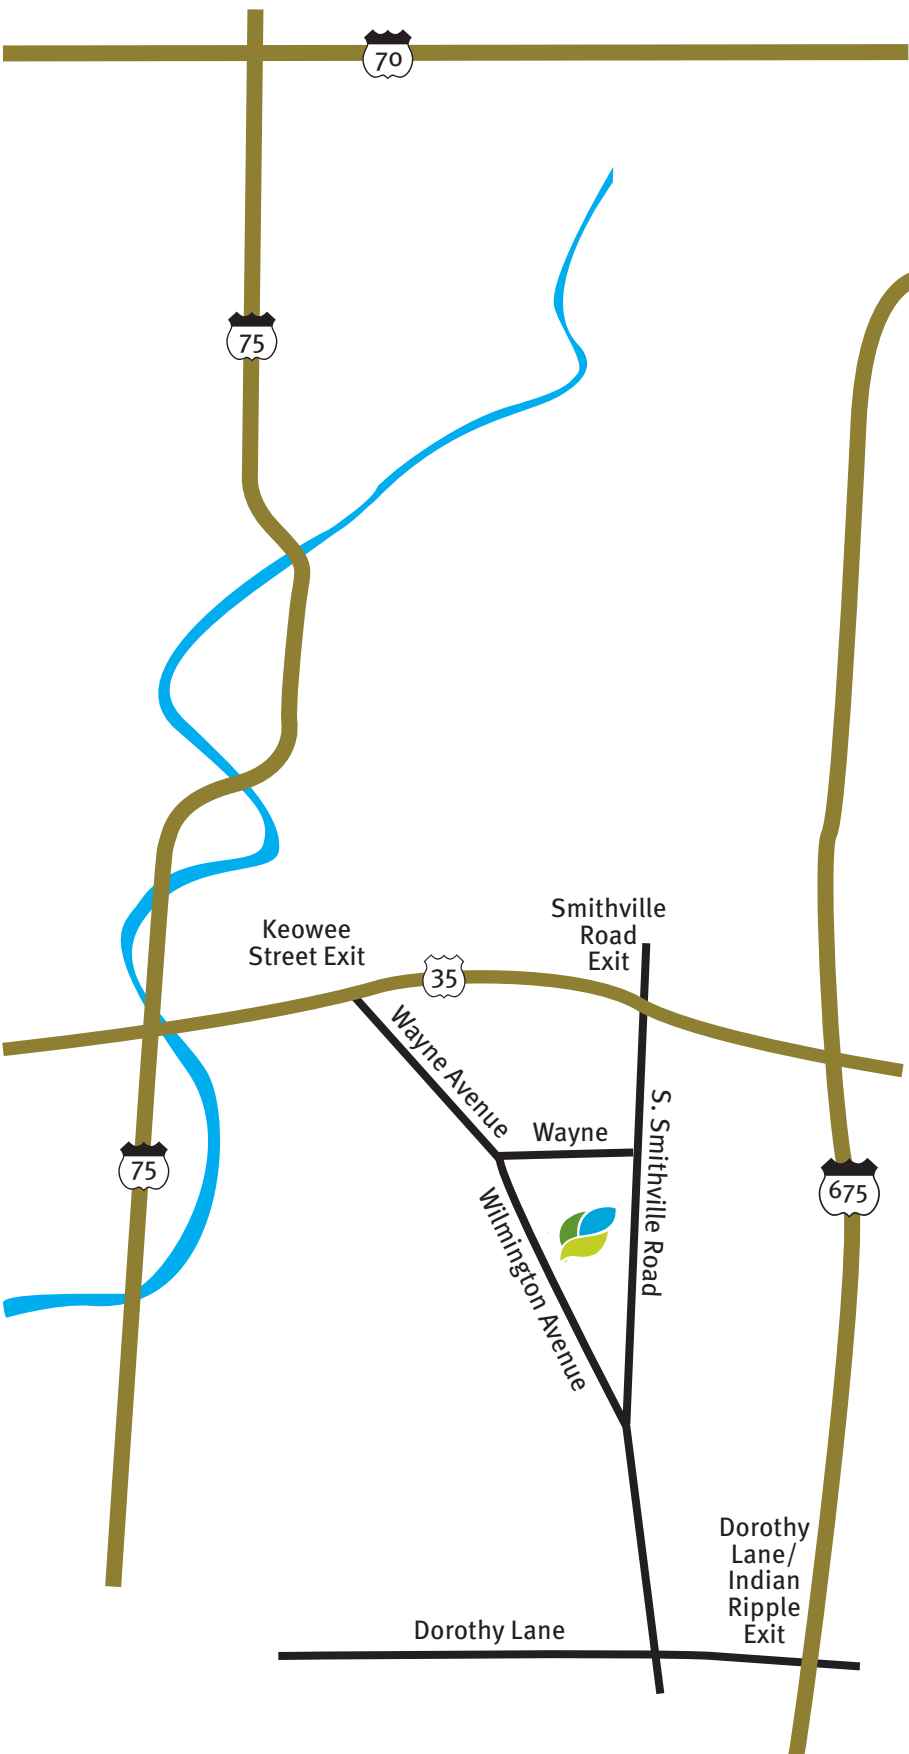 70
75
Smithville
Road
Exit
Keowee
Street Exit
35
Wayne Avenue
Wayne
S. Smithville Road
75
675
Wilmington Avenue
Dorothy
Lane/
Indian
Ripple
Exit
Dorothy Lane